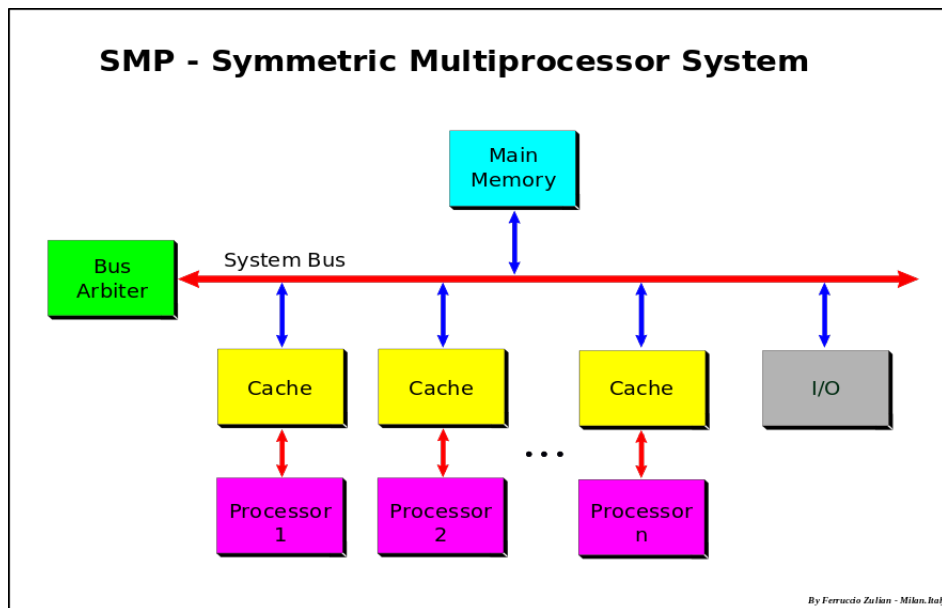 SMP - Symmetric Multiprocessor System
Main
Memory
System Bus
Bus
Arbiter
Cache
Cache
Cache
I/O
...
Processor
1
Processor
2
Processor
n
By Ferruccio Zulian - Milan.Ital